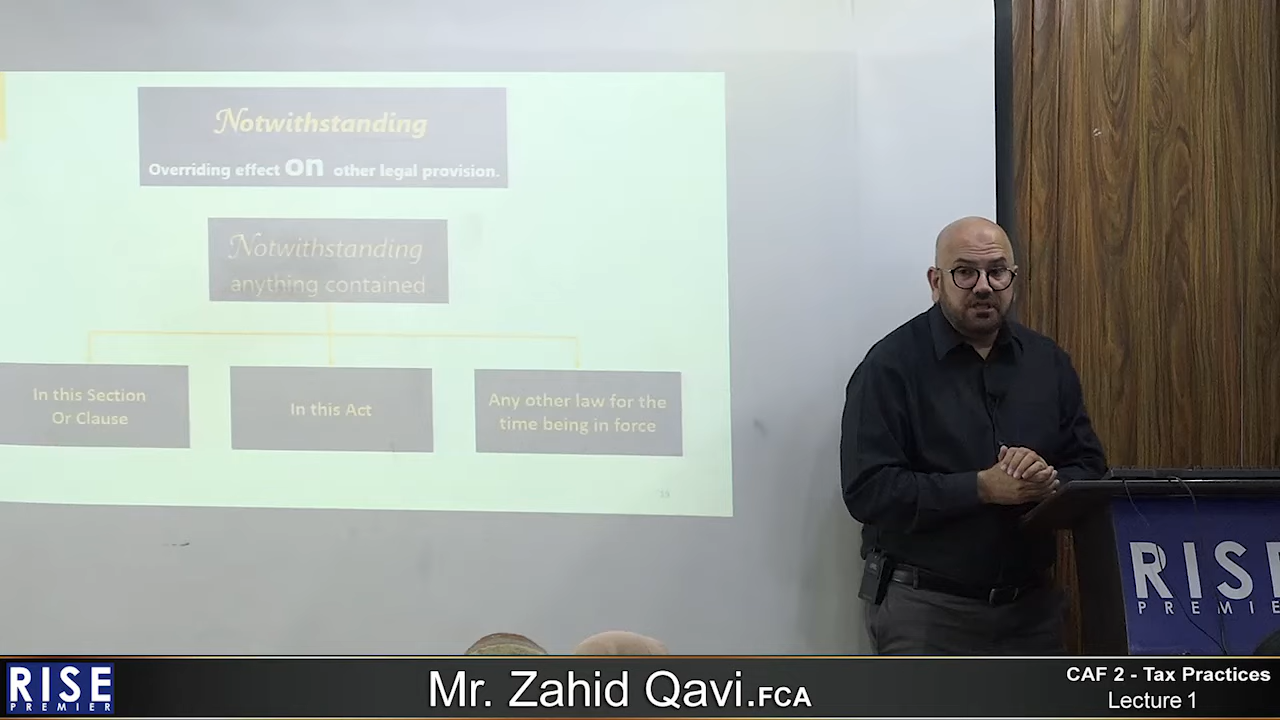 Notwithstanding
Overriding effect on other legal provision.
Notwithstanding
anything contained
In this Section
Or Clause
In this Act
Any other law for the
time being in force
RISE
PREMIER
Mr. Zahid Qavi.FCA
CAF 2 - Tax Practices
Lecture 1